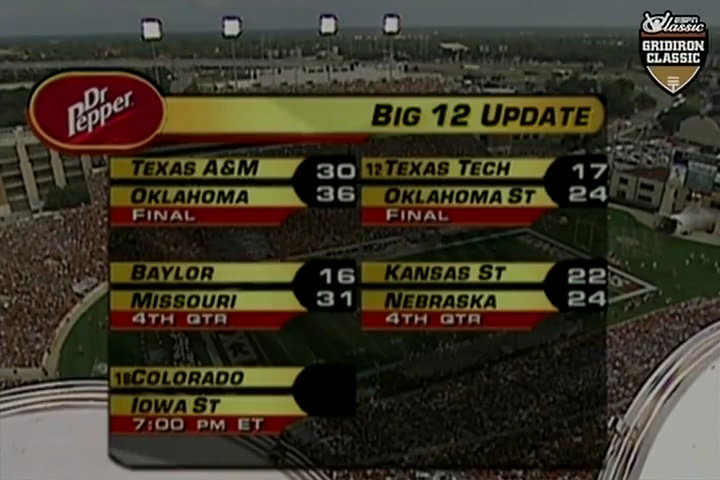 ESPN
Classic
GRIDIRON
CLASSIC
Dr
Pepper
BIG 12 UPDATE
TEXAS A&M 30
OKLAHOMA 36
FINAL
12 TEXAS TECH 17
OKLAHOMA ST 24
FINAL
BAYLOR 16
MISSOURI 31
4TH QTR
KANSAS ST 22
NEBRASKA 24
4TH QTR
COLORADO
IOWA ST
7:00 PM ET